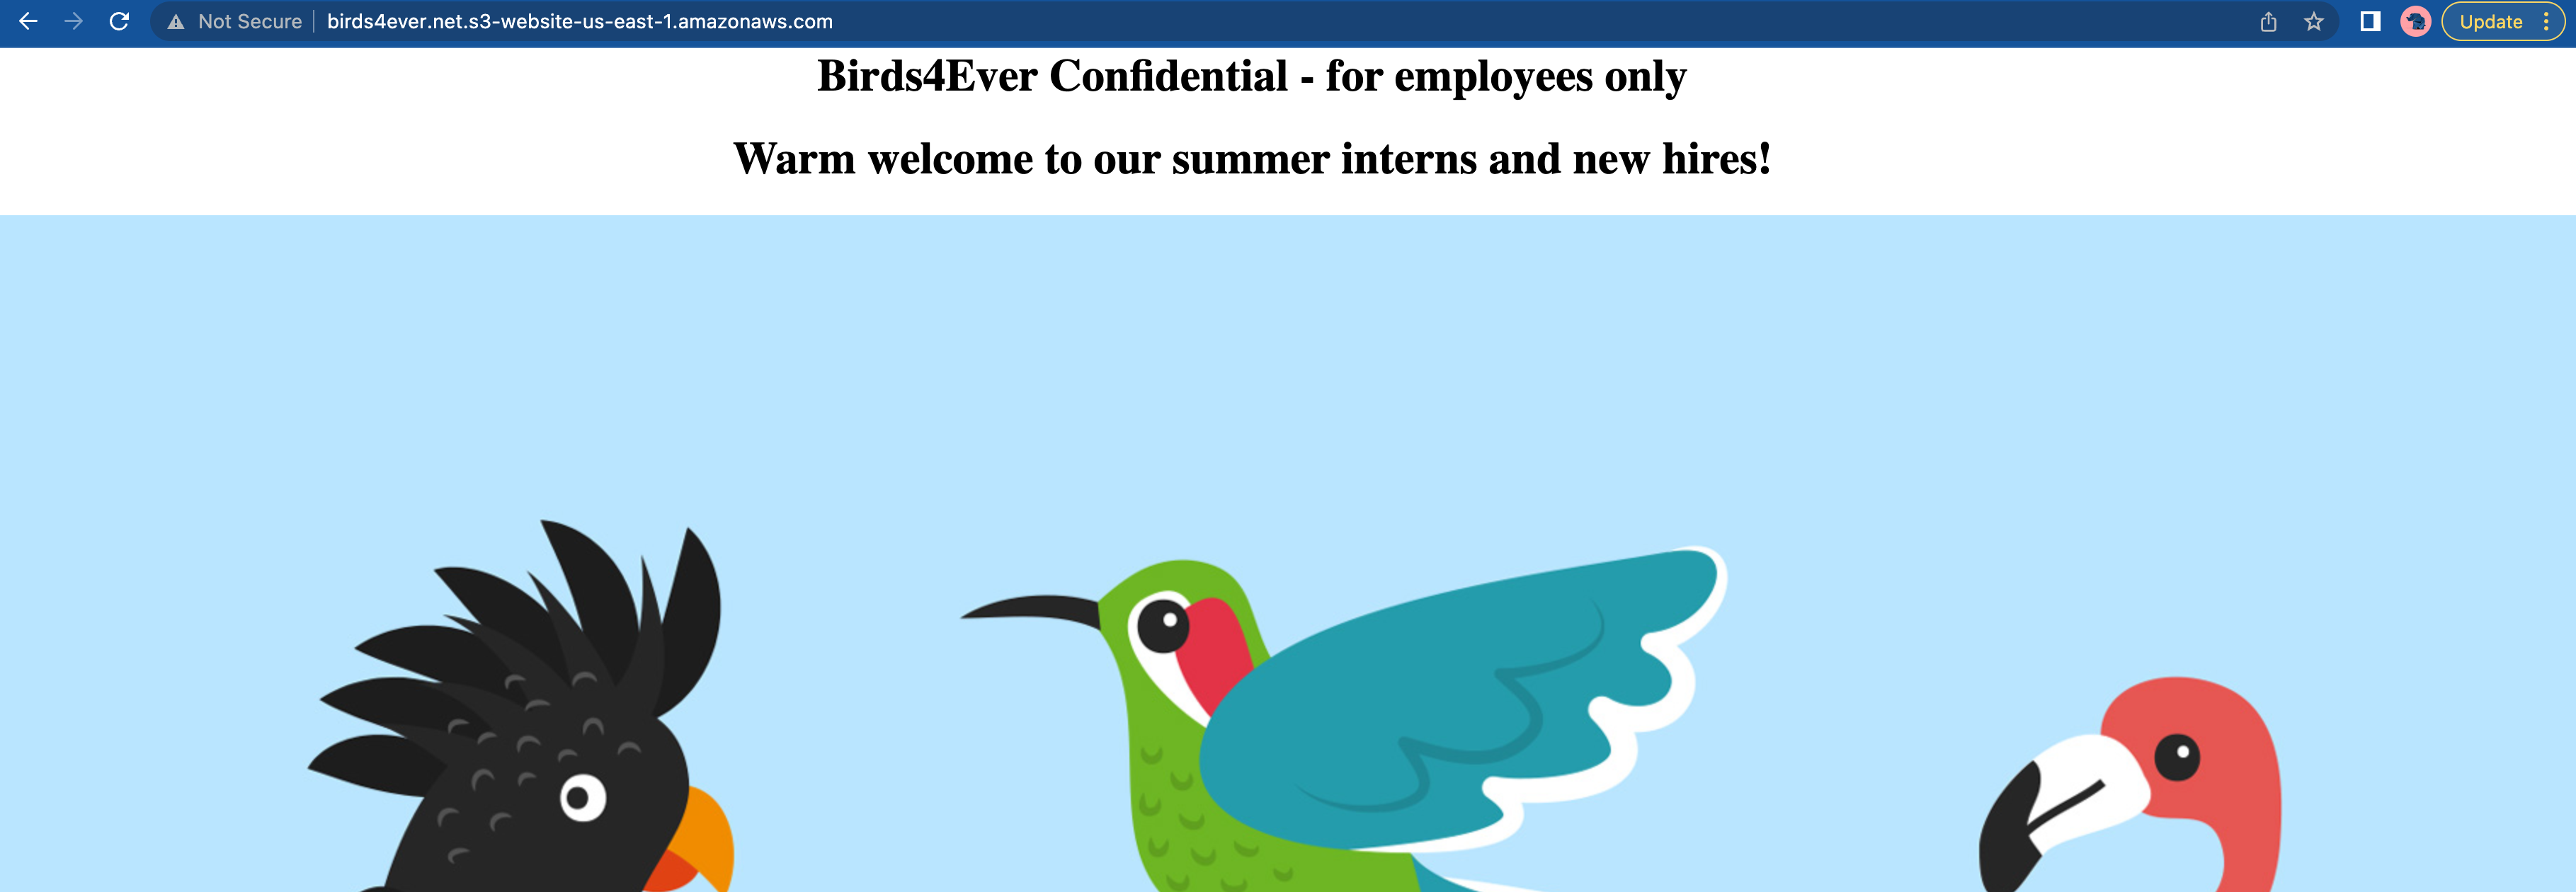 Not Secure birds4ever.net.s3-website-us-east-1.amazonaws.com Update
Birds4Ever Confidential - for employees only
Warm welcome to our summer interns and new hires!